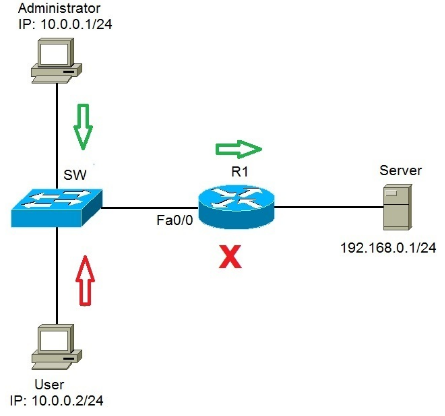 Administrator
IP: 10.0.0.1/24
SW
R1
Server
Fa0/0
192.168.0.1/24
X
User
IP: 10.0.0.2/24